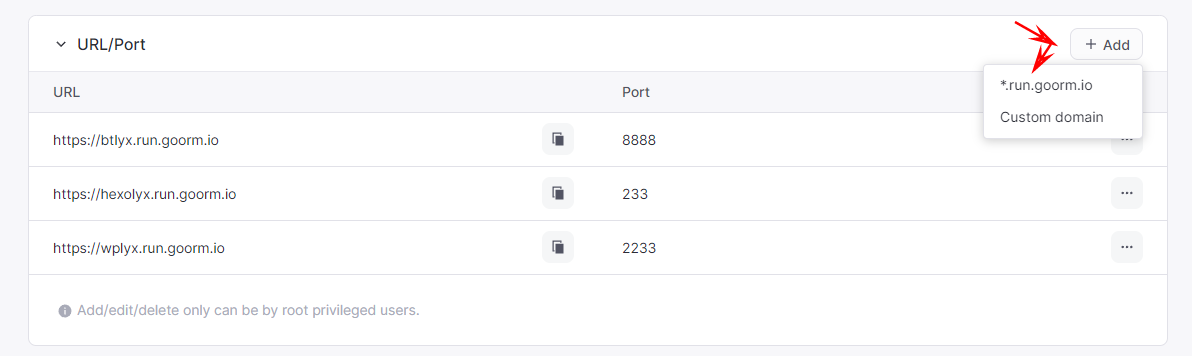 URL/Port
+ Add
*.run.goorm.io
Custom domain
URL Port
https://btlyx.run.goorm.io 8888
https://hexolyx.run.goorm.io 233
https://wplyx.run.goorm.io 2233
Add/edit/delete only can be by root privileged users.